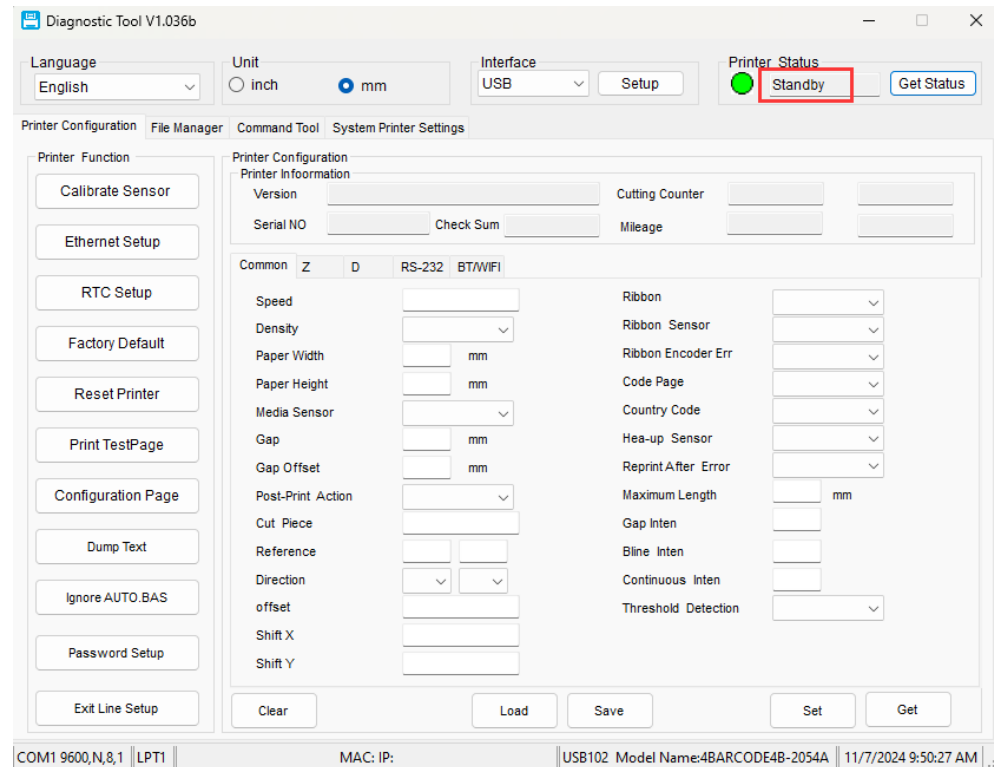 Diagnostic Tool V1.036b
Language
English
Unit
inch
mm
Interface
USB
Setup
Printer Status
Standby
Get Status
Printer Configuration
File Manager
Command Tool
System Printer Settings
Printer Function
Calibrate Sensor
Ethernet Setup
RTC Setup
Factory Default
Reset Printer
Print TestPage
Configuration Page
Dump Text
Ignore AUTO.BAS
Password Setup
Exit Line Setup
Printer Configuration
Printer Infoormation
Version
Cutting Counter
Serial NO
Check Sum
Mileage
Common
Z
D
RS-232
BT/WIFI
Speed
Density
Paper Width mm
Paper Height mm
Media Sensor
Gap mm
Gap Offset mm
Post-Print Action
Cut Piece
Reference
Direction
offset
Shift X
Shift Y
Ribbon
Ribbon Sensor
Ribbon Encoder Err
Code Page
Country Code
Hea-up Sensor
Reprint After Error
Maximum Length mm
Gap Inten
Bline Inten
Continuous Inten
Threshold Detection
Clear
Load
Save
Set
Get
COM1 9600,N,8,1
LPT1
MAC: IP:
USB102 Model Name:4BARCODE4B-2054A
11/7/2024 9:50:27 AM